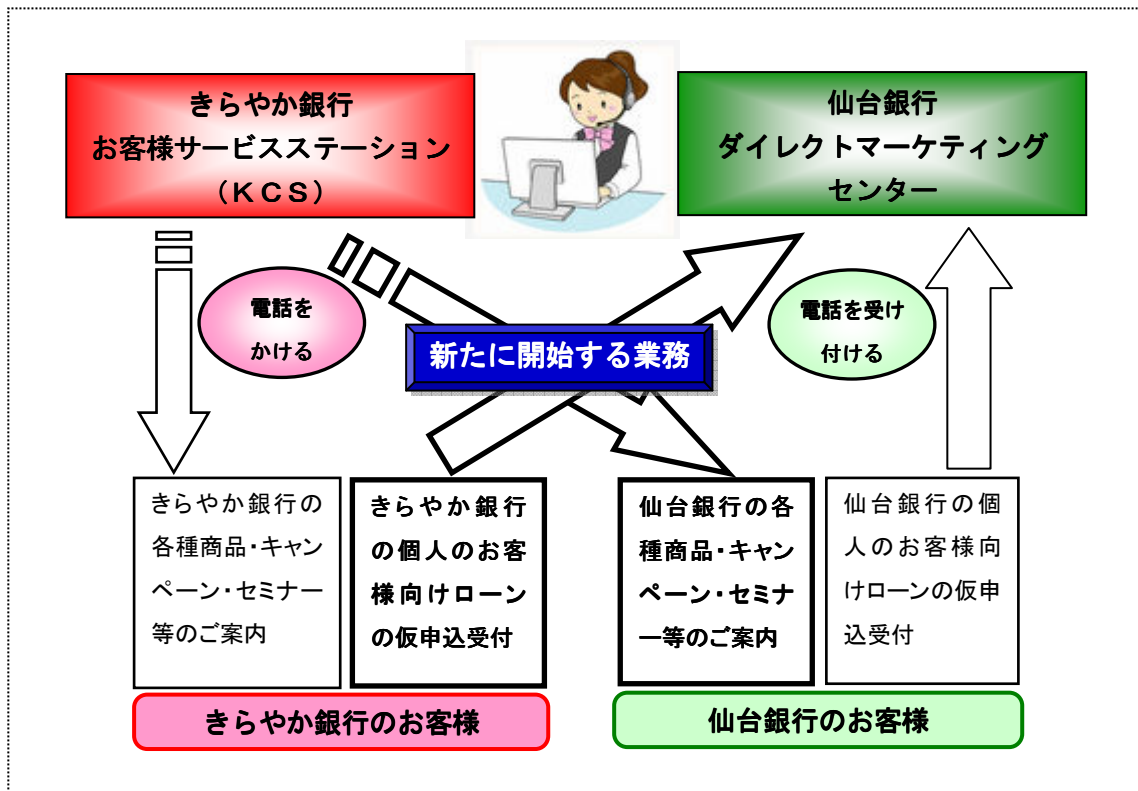 きらやか銀行
お客様サービスステーション
（ＫＣＳ）
仙台銀行
ダイレクトマーケティング
センター
電話を
かける
新たに開始する業務
電話を受け
付ける
きらやか銀行の
各種商品・キャン
ペーン・セミナー
等のご案内
きらやか銀行
の個人のお客
様向けローン
の仮申込受付
仙台銀行の各
種商品・キャン
ペーン・セミナ
ー等のご案内
仙台銀行の個
人のお客様向
けローンの仮申
込受付
きらやか銀行のお客様
仙台銀行のお客様